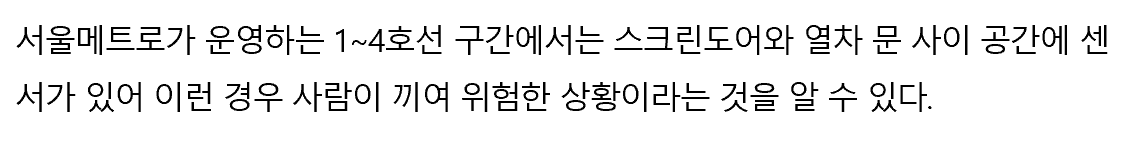 서울메트로가 운영하는 1~4호선 구간에서는 스크린도어와 열차 문 사이 공간에 센
서가 있어 이런 경우 사람이 끼여 위험한 상황이라는 것을 알 수 있다.